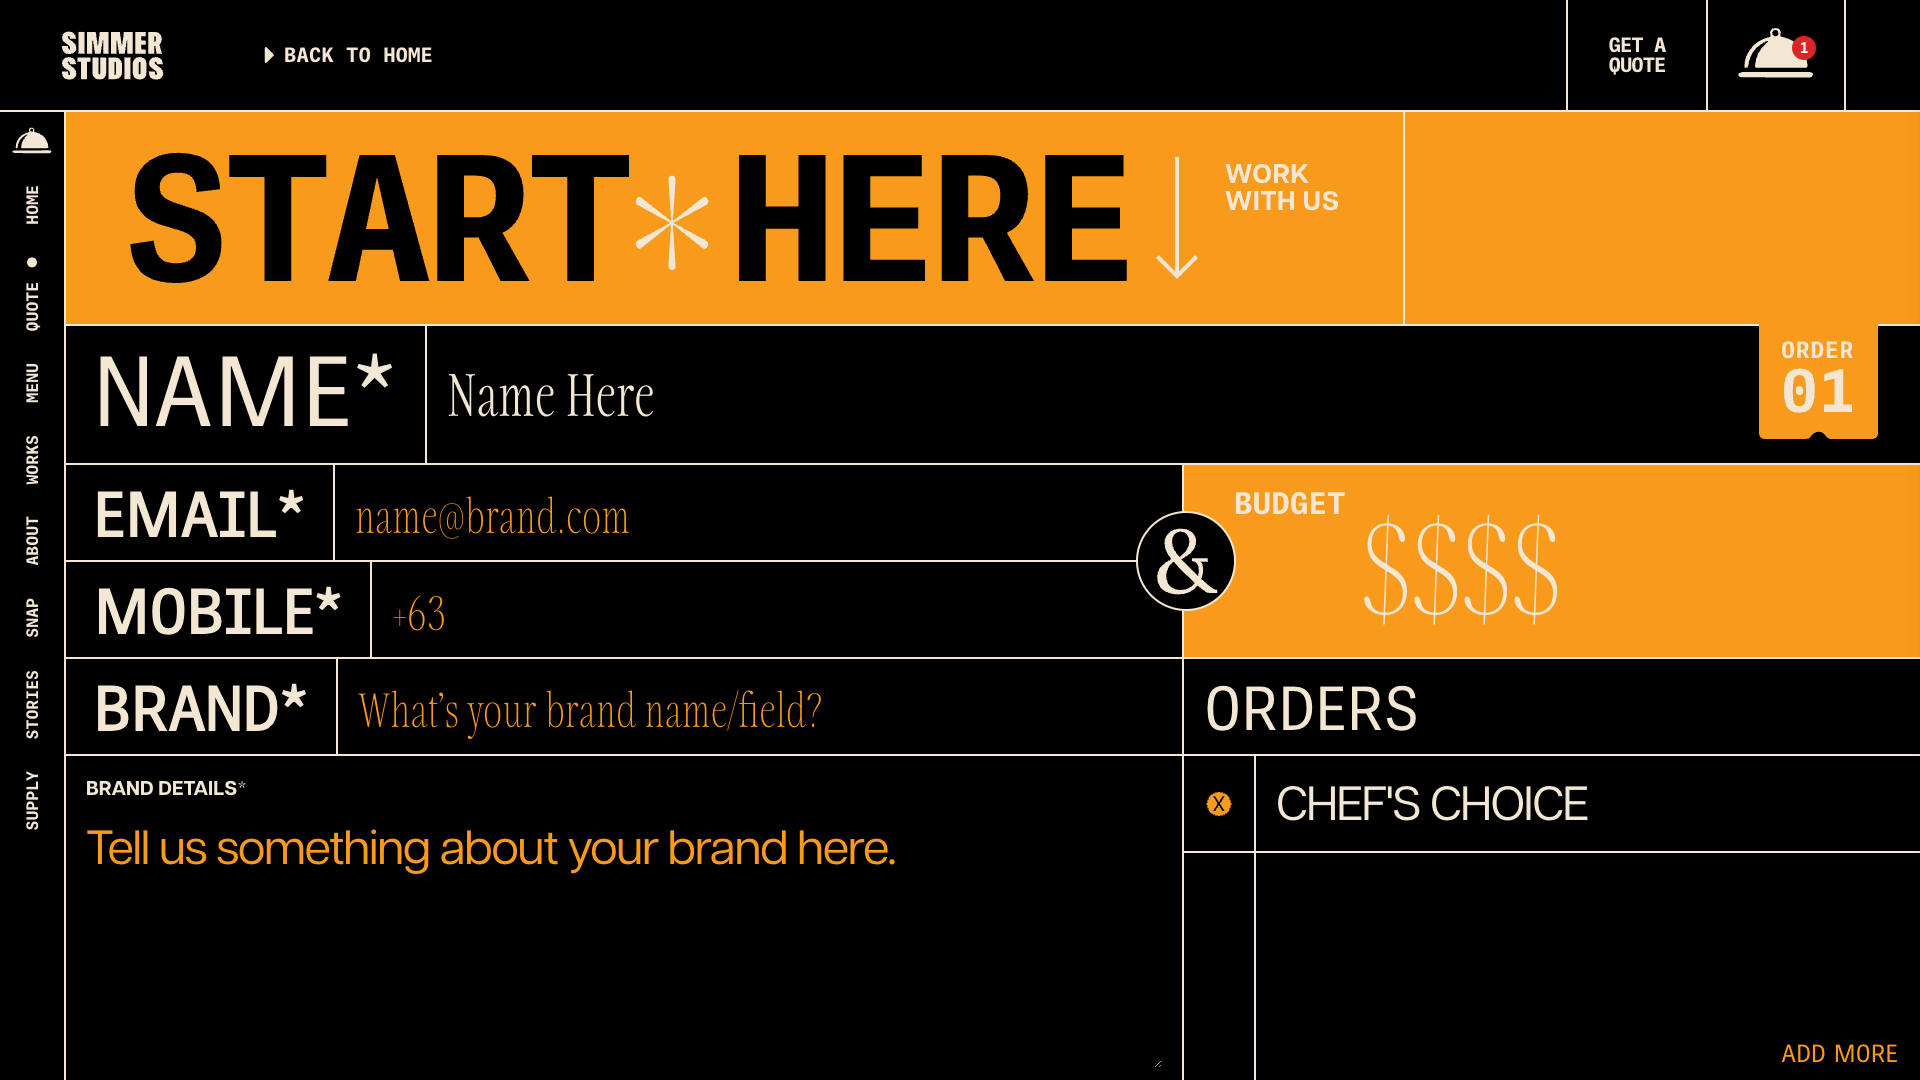 SIMMER
STUDIOS
BACK TO HOME
GET A
QUOTE
1
HOME
QUOTE
MENU
WORKS
ABOUT
SNAP
STORIES
SUPPLY
START*HERE
WORK
WITH US
NAME*
Name Here
ORDER
01
EMAIL*
name@brand.com
&
BUDGET
$$$$
MOBILE*
+63
BRAND*
What's your brand name/field?
ORDERS
BRAND DETAILS*
Tell us something about your brand here.
X
CHEF'S CHOICE
ADD MORE